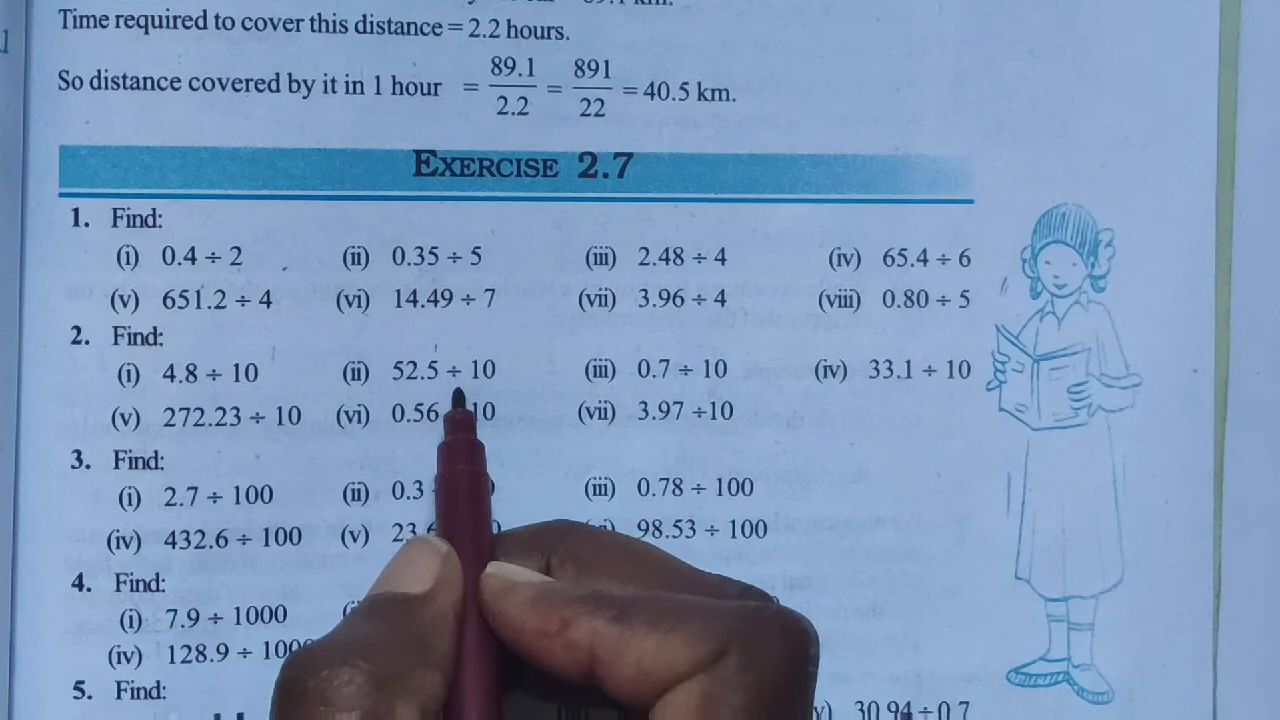 Time required to cover this distance = 2.2 hours.
So distance covered by it in 1 hour = 89.1/2.2 = 891/22 = 40.5 km.
EXERCISE 2.7
1. Find:
(i) 0.4 ÷ 2 (ii) 0.35 ÷ 5 (iii) 2.48 ÷ 4 (iv) 65.4 ÷ 6
(v) 651.2 ÷ 4 (vi) 14.49 ÷ 7 (vii) 3.96 ÷ 4 (viii) 0.80 ÷ 5
2. Find:
(i) 4.8 ÷ 10 (ii) 52.5 ÷ 10 (iii) 0.7 ÷ 10 (iv) 33.1 ÷ 10
(v) 272.23 ÷ 10 (vi) 0.56 10 (vii) 3.97 ÷10
3. Find:
(i) 2.7 ÷ 100 (ii) 0.3 (iii) 0.78 ÷ 100
(iv) 432.6 ÷ 100 (v) 98.53 ÷ 100
4. Find:
(i) 7.9 ÷ 1000
(iv) 128.9 ÷
5. Find:
30.94 ÷ 0.7